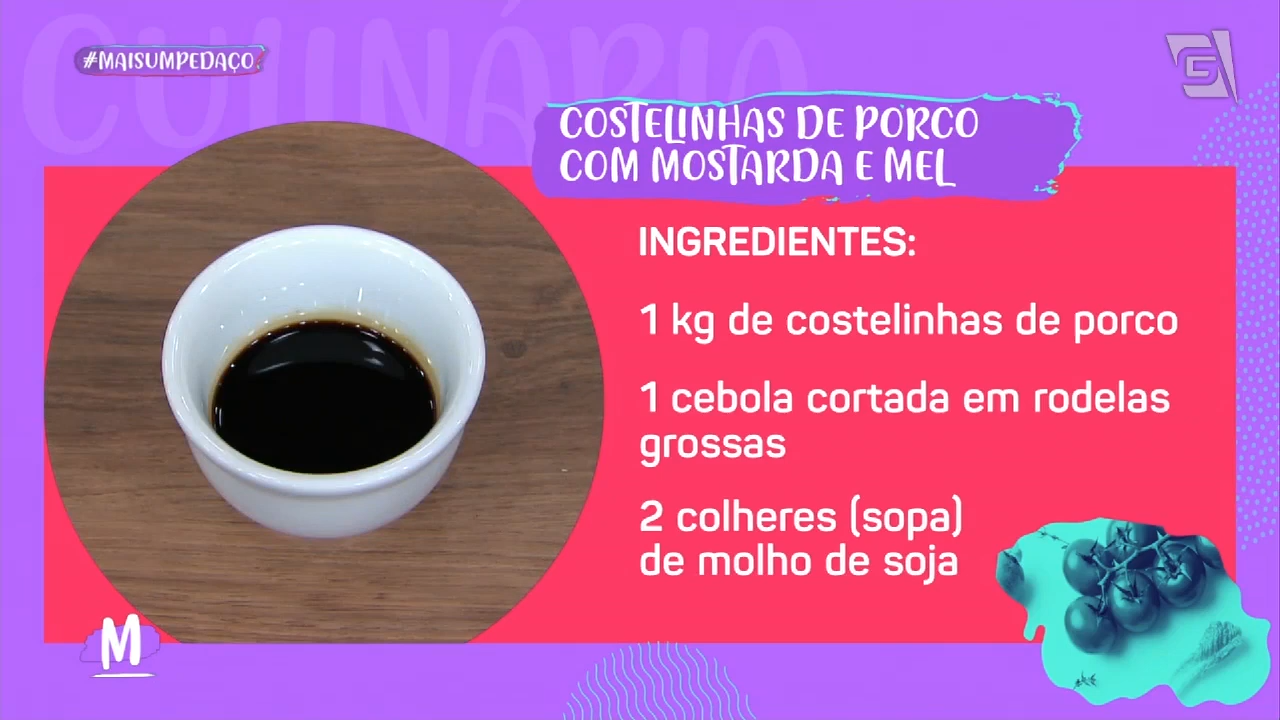 CULINÁRIA
#MAISUMPEDAÇO
G
COSTELINHAS DE PORCO
COM MOSTARDA E MEL
INGREDIENTES:
1 kg de costelinhas de porco
1 cebola cortada em rodelas
grossas
2 colheres (sopa)
de molho de soja
M